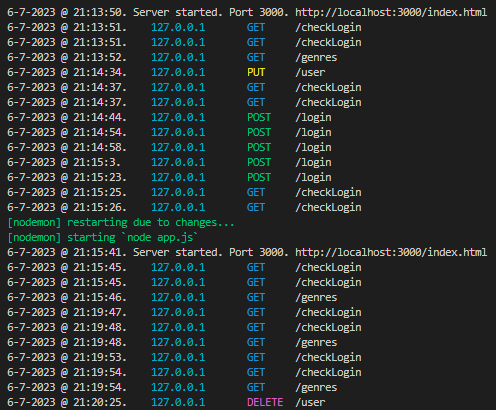 6-7-2023 @ 21:13:50. Server started. Port 3000. http://localhost:3000/index.html
6-7-2023 @ 21:13:51. 127.0.0.1 GET /checkLogin
6-7-2023 @ 21:13:51. 127.0.0.1 GET /checkLogin
6-7-2023 @ 21:13:52. 127.0.0.1 GET /genres
6-7-2023 @ 21:14:34. 127.0.0.1 PUT /user
6-7-2023 @ 21:14:37. 127.0.0.1 GET /checkLogin
6-7-2023 @ 21:14:37. 127.0.0.1 GET /checkLogin
6-7-2023 @ 21:14:44. 127.0.0.1 POST /login
6-7-2023 @ 21:14:54. 127.0.0.1 POST /login
6-7-2023 @ 21:14:58. 127.0.0.1 POST /login
6-7-2023 @ 21:15:3. 127.0.0.1 POST /login
6-7-2023 @ 21:15:23. 127.0.0.1 POST /login
6-7-2023 @ 21:15:25. 127.0.0.1 GET /checkLogin
6-7-2023 @ 21:15:26. 127.0.0.1 GET /checkLogin
[nodemon] restarting due to changes...
[nodemon] starting `node app.js`
6-7-2023 @ 21:15:41. Server started. Port 3000. http://localhost:3000/index.html
6-7-2023 @ 21:15:45. 127.0.0.1 GET /checkLogin
6-7-2023 @ 21:15:45. 127.0.0.1 GET /checkLogin
6-7-2023 @ 21:15:46. 127.0.0.1 GET /genres
6-7-2023 @ 21:19:47. 127.0.0.1 GET /checkLogin
6-7-2023 @ 21:19:48. 127.0.0.1 GET /checkLogin
6-7-2023 @ 21:19:48. 127.0.0.1 GET /genres
6-7-2023 @ 21:19:53. 127.0.0.1 GET /checkLogin
6-7-2023 @ 21:19:54. 127.0.0.1 GET /checkLogin
6-7-2023 @ 21:19:54. 127.0.0.1 GET /genres
6-7-2023 @ 21:20:25. 127.0.0.1 DELETE /user